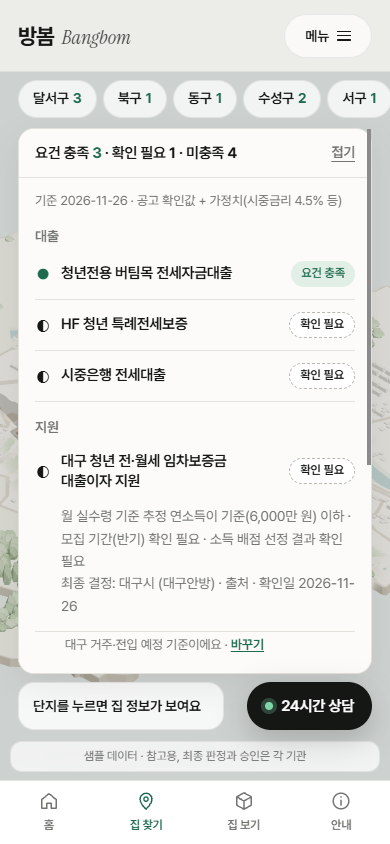 방봄 Bangbom
메뉴
달서구 3 북구 1 동구 1 수성구 2 서구 1
요건 충족 3 · 확인 필요 1 · 미충족 4 접기
기준 2026-11-26 · 공고 확인값 + 가정치(시중금리 4.5% 등)
대출
청년전용 버팀목 전세자금대출 요건 충족
HF 청년 특례전세보증 확인 필요
시중은행 전세대출 확인 필요
지원
대구 청년 전·월세 임차보증금
대출이자 지원 확인 필요
월 실수령 기준 추정 연소득이 기준(6,000만 원) 이하 ·
모집 기간(반기) 확인 필요 · 소득 배점 선정 결과 확인
필요
최종 결정: 대구시 (대구안방) · 출처 · 확인일 2026-11-
26
대구 거주·전입 예정 기준이에요 · 바꾸기
단지를 누르면 집 정보가 보여요
24시간 상담
샘플 데이터 · 참고용, 최종 판정과 승인은 각 기관
홈 집 찾기 집 보기 안내